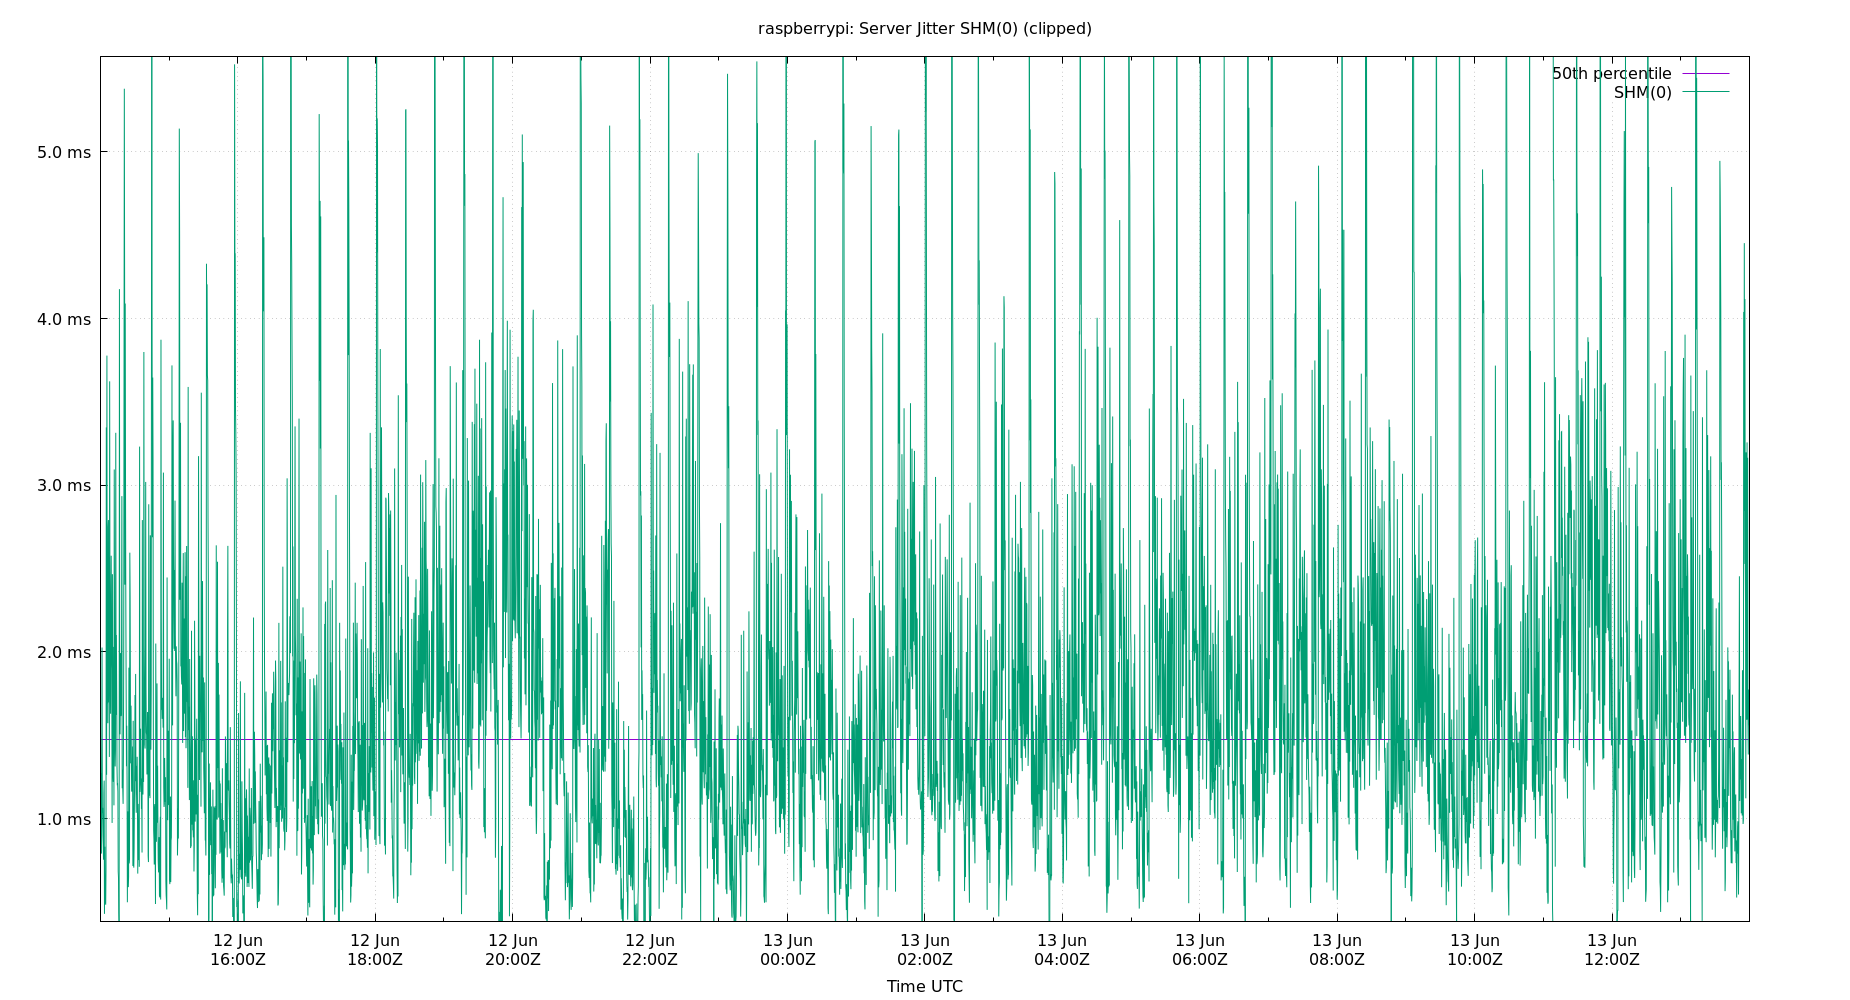 raspberrypi: Server Jitter SHM(0) (clipped)
50th percentile
SHM(0)
5.0 ms
4.0 ms
3.0 ms
2.0 ms
1.0 ms
12 Jun 12 Jun 12 Jun 12 Jun 13 Jun 13 Jun 13 Jun 13 Jun 13 Jun 13 Jun 13 Jun
16:00Z 18:00Z 20:00Z 22:00Z 00:00Z 02:00Z 04:00Z 06:00Z 08:00Z 10:00Z 12:00Z
Time UTC